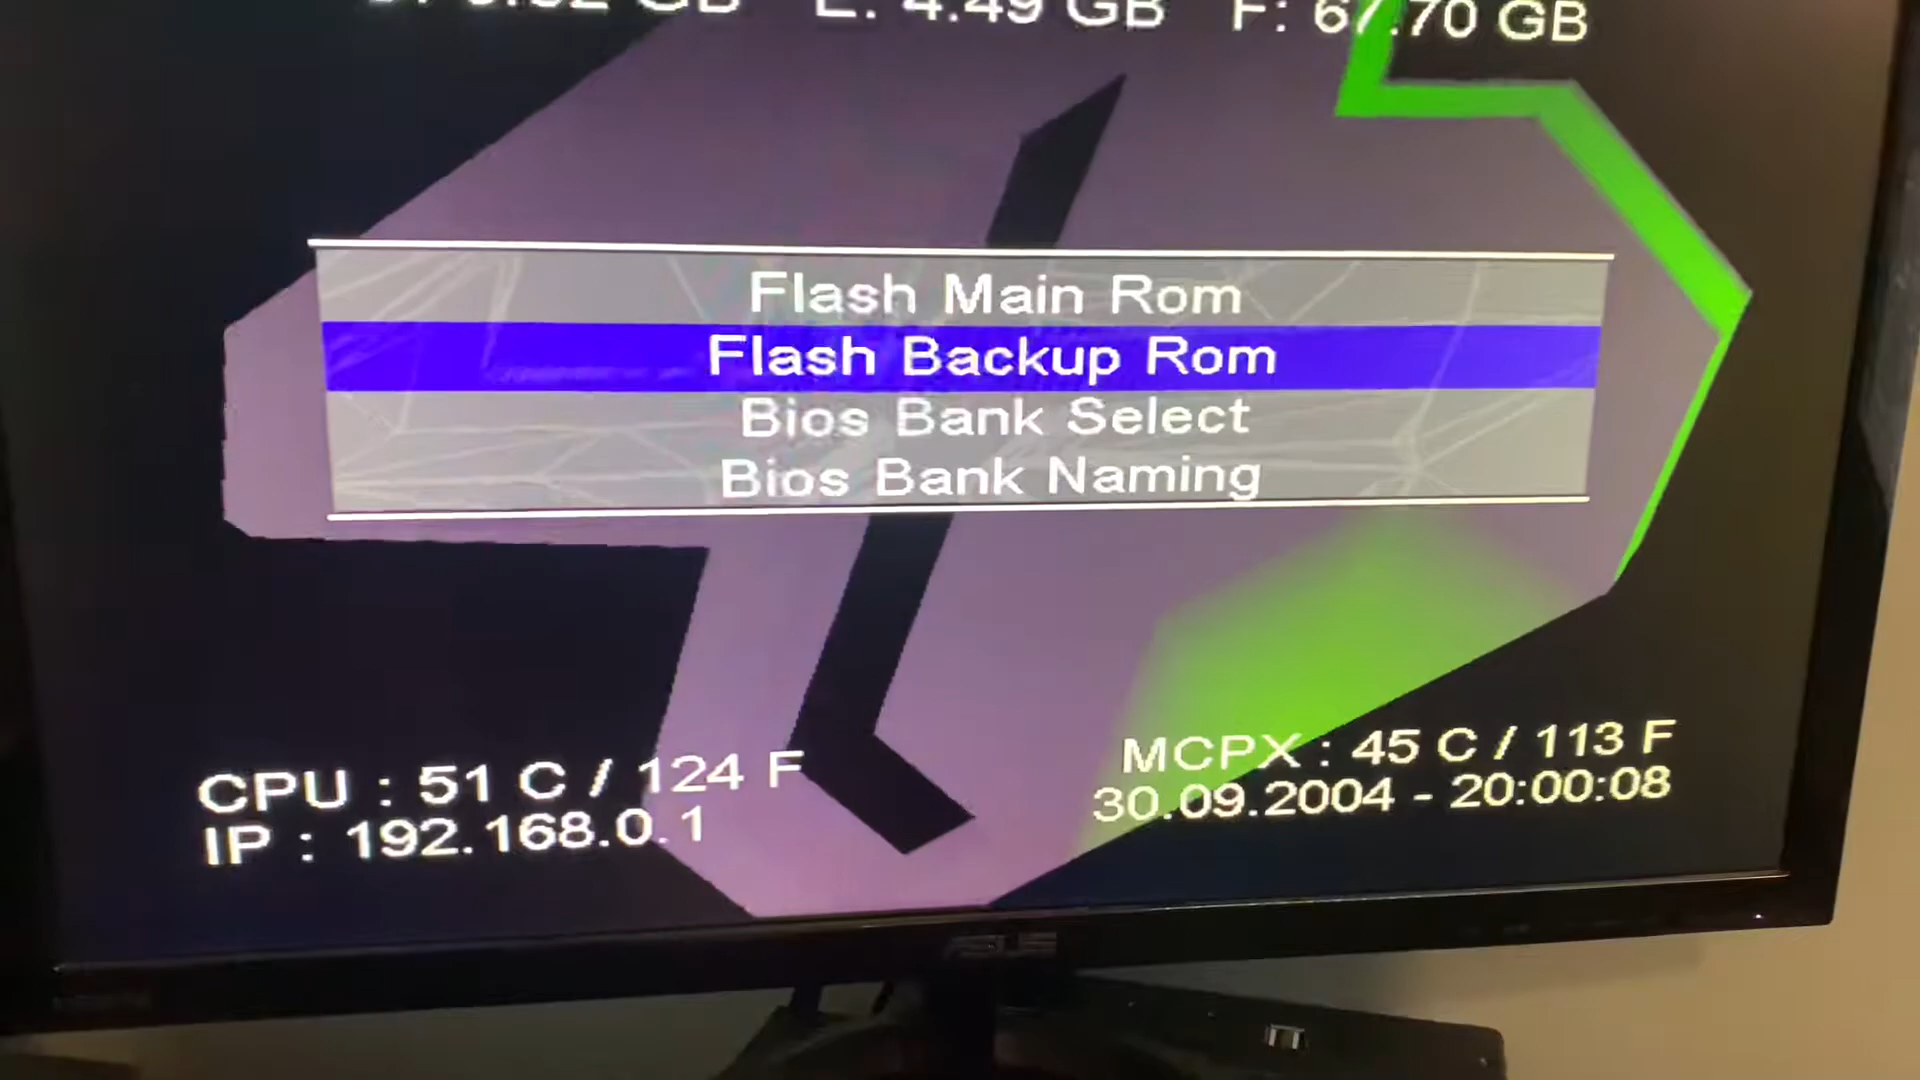 E: 4.49 GB F: 67.70 GB
Flash Main Rom
Flash Backup Rom
Bios Bank Select
Bios Bank Naming
CPU : 51 C / 124 F
IP : 192.168.0.1
MCPX : 45 C / 113 F
30.09.2004 - 20:00:08
ASUS